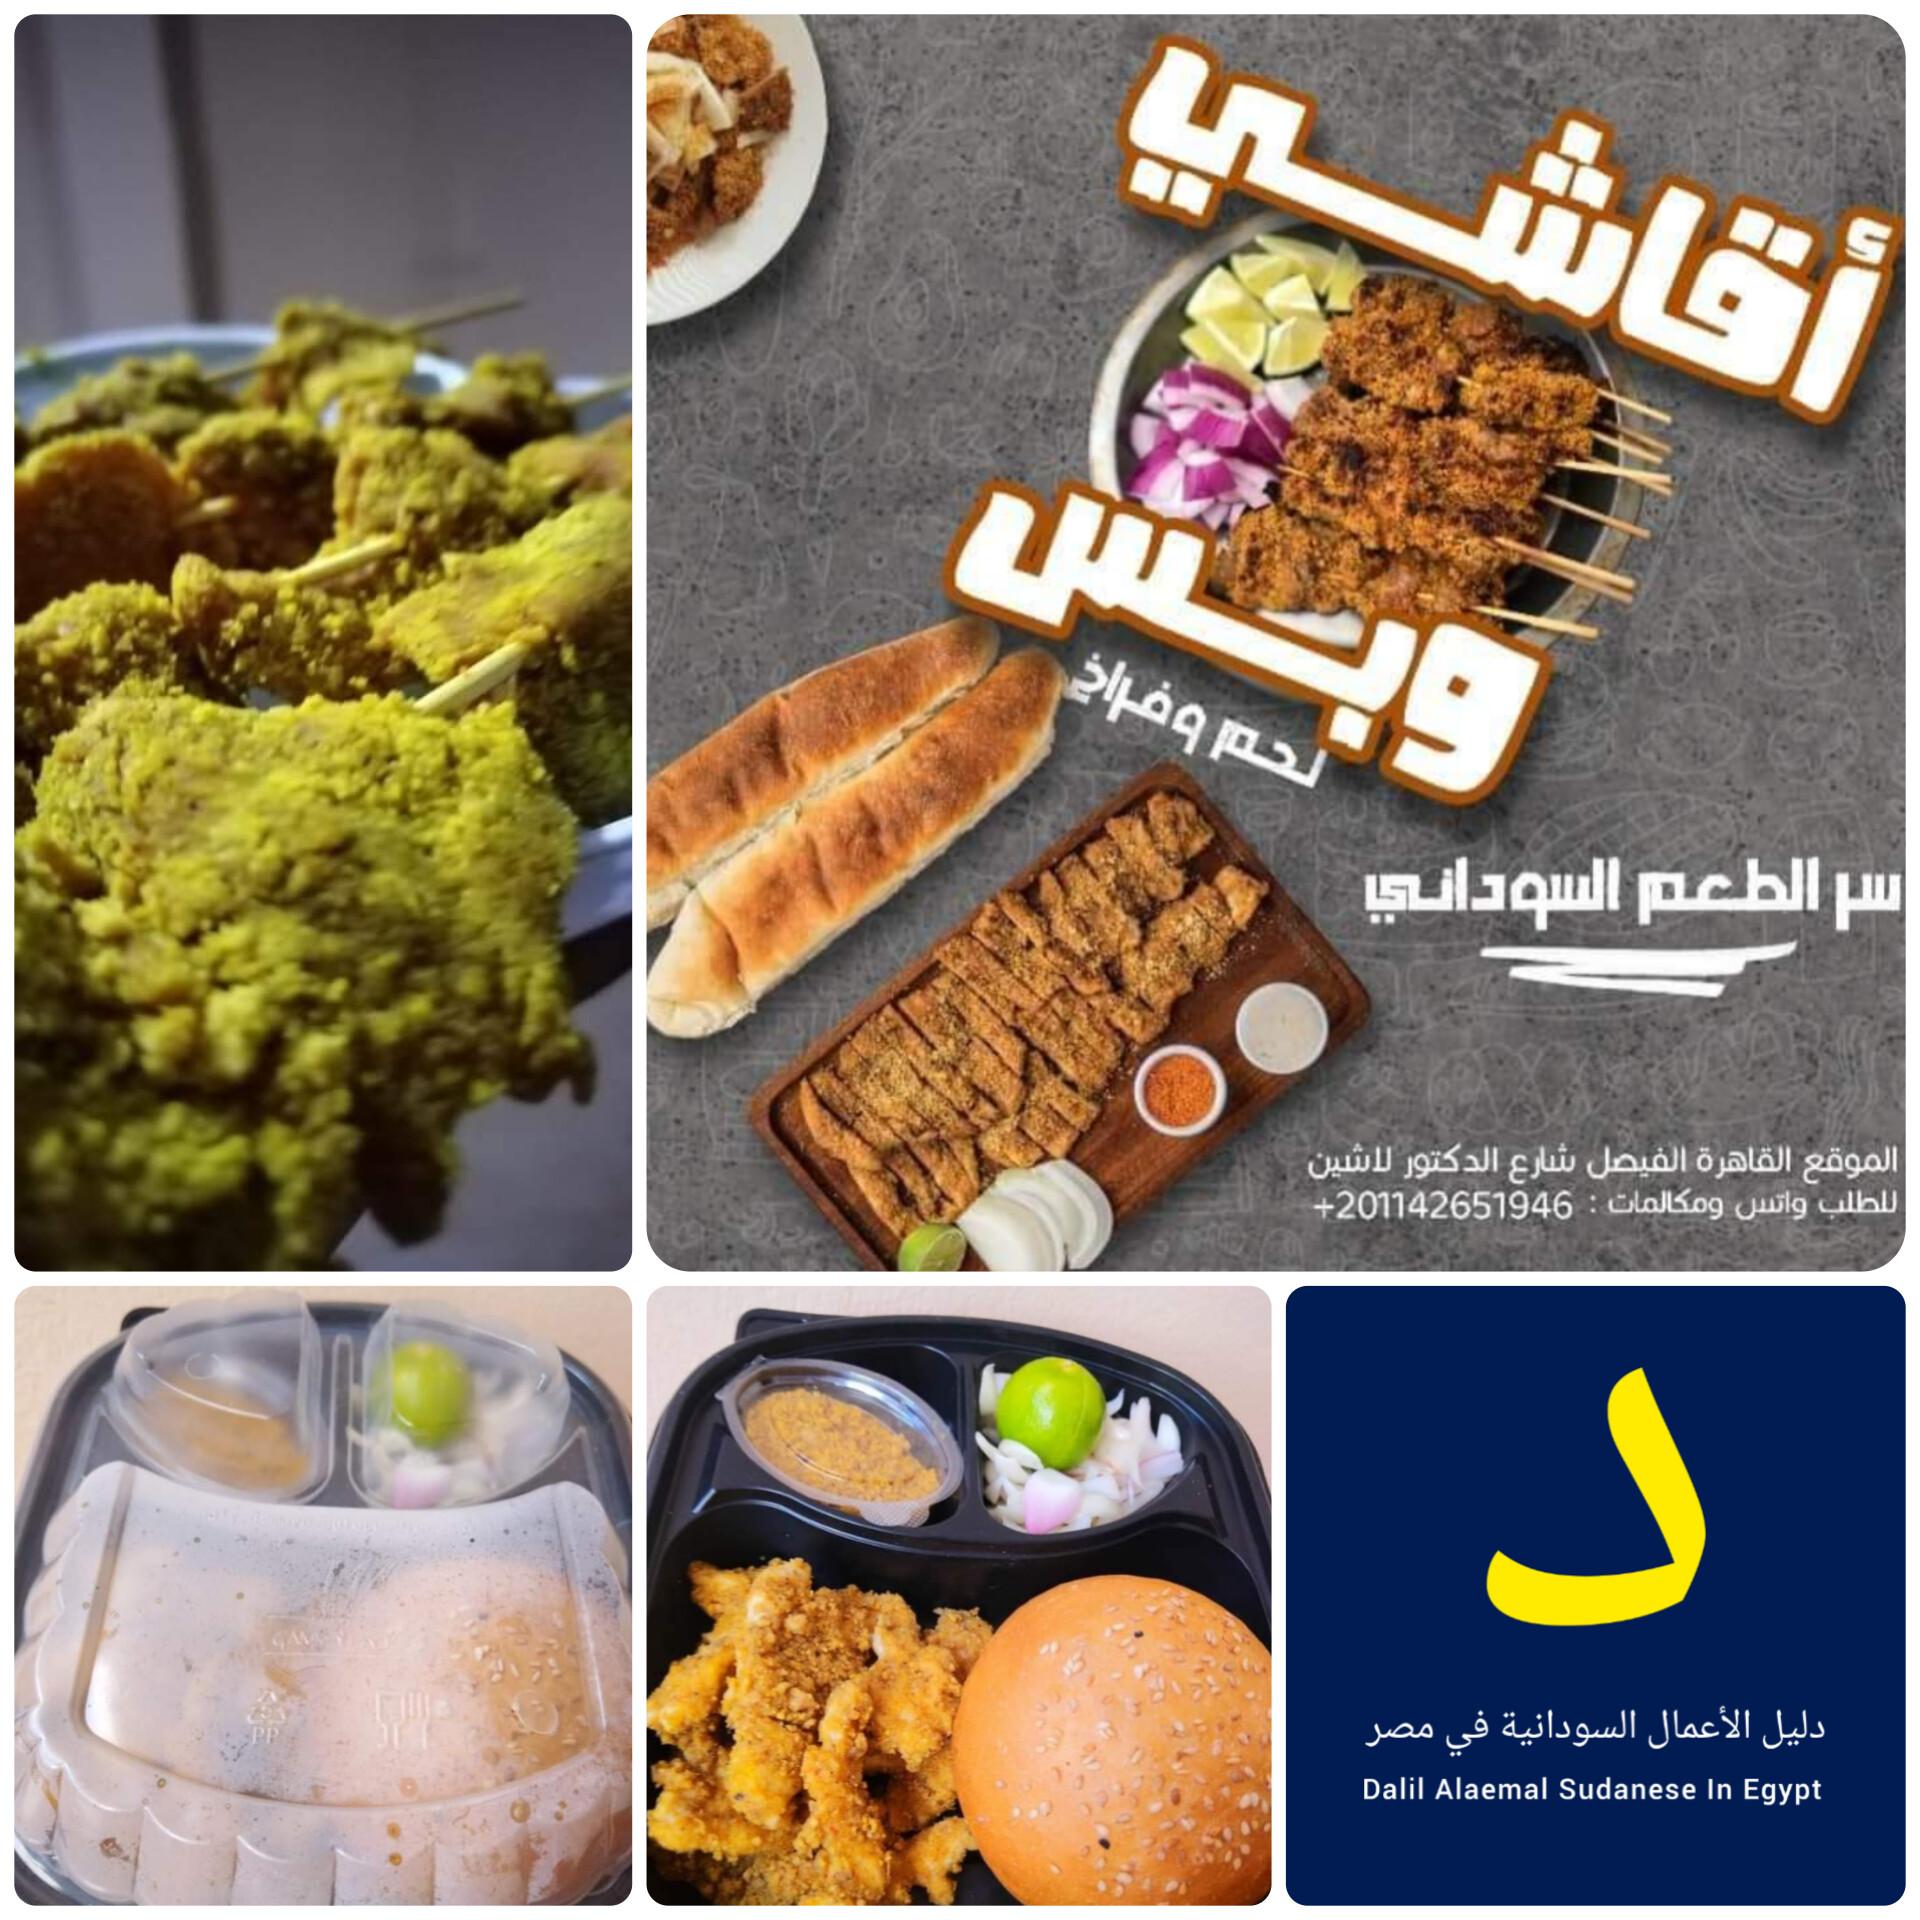 أقاشي
وبس
لحم وفراخ
سر الطعم السوداني
الموقع القاهرة الفيصل شارع الدكتور لاشين
للطلب واتس ومكالمات : 201142651946+
PP
دليل الأعمال السودانية في مصر
Dalil Alaemal Sudanese In Egypt